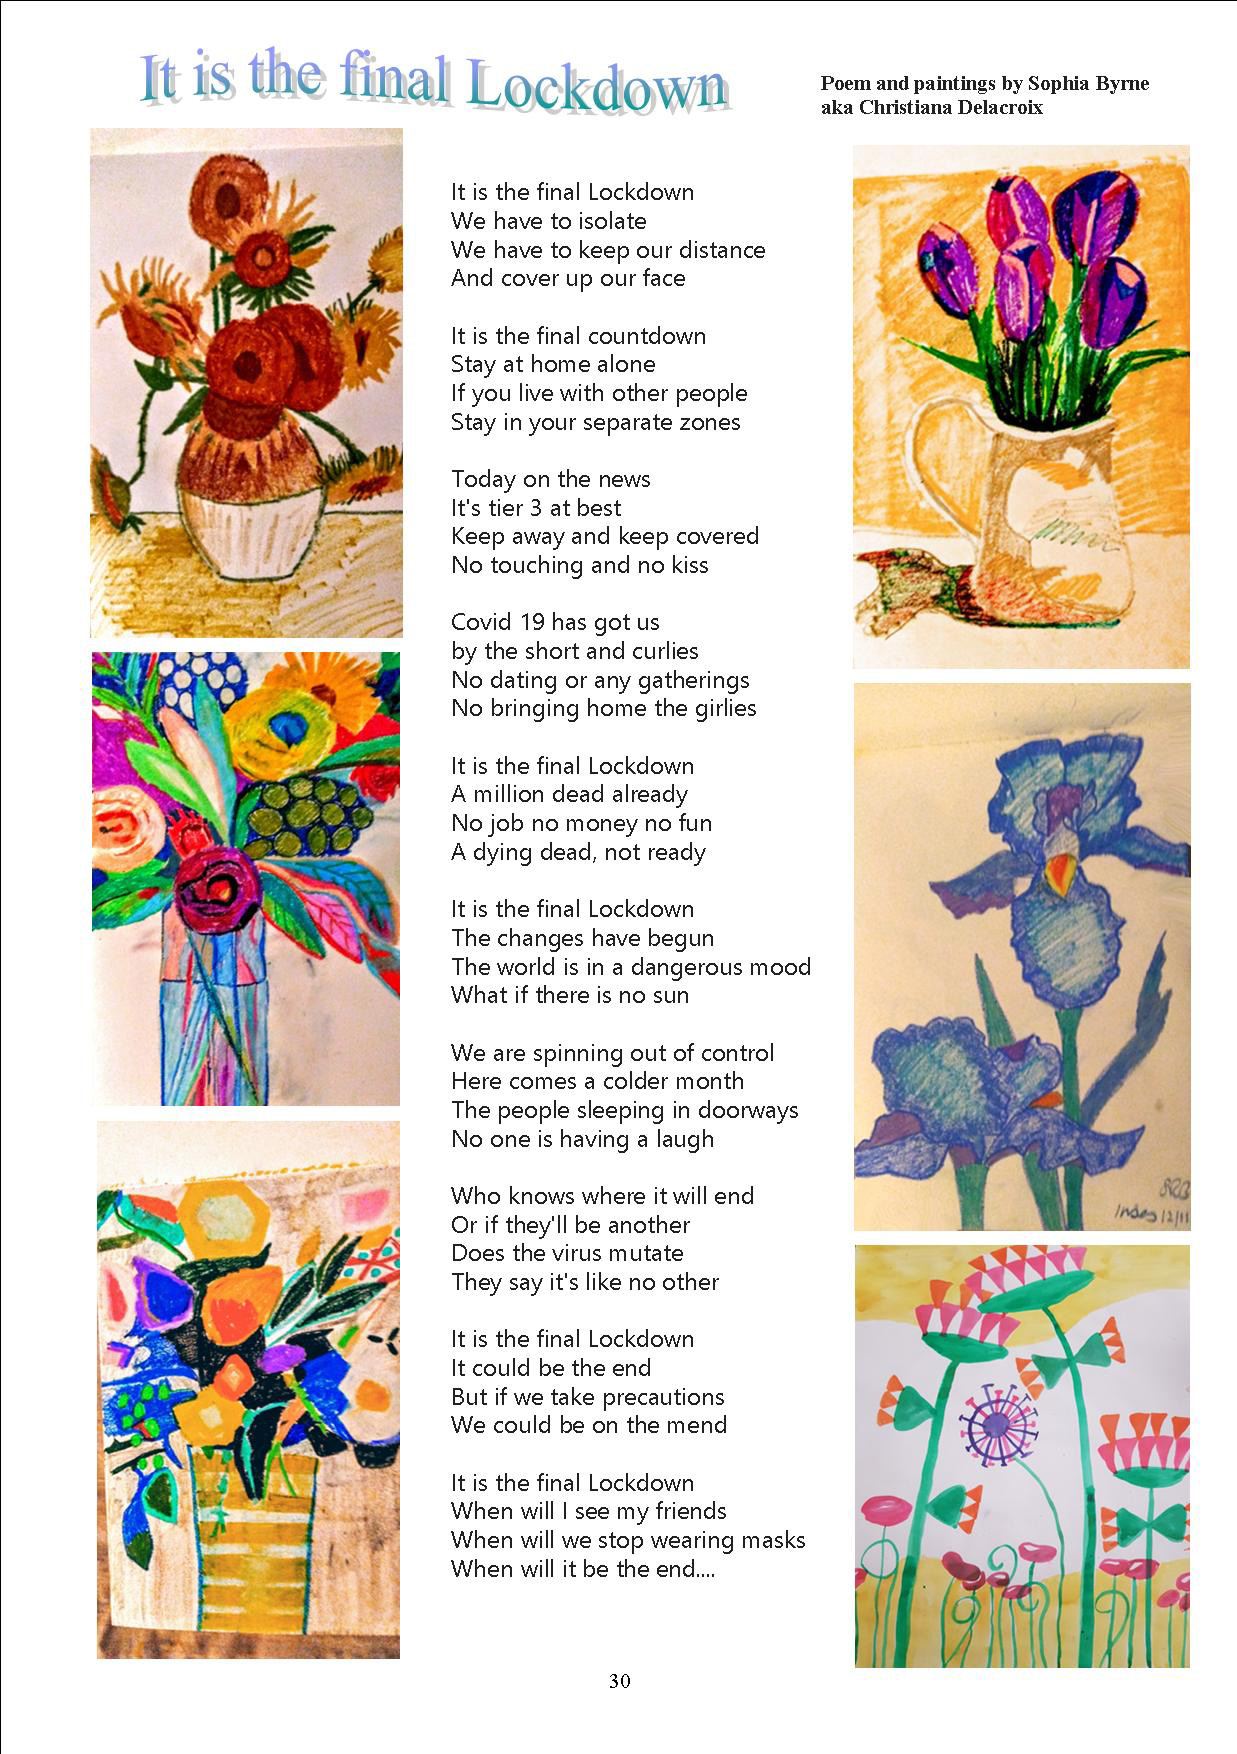 It is the final Lockdown
Poem and paintings by Sophia Byrne
aka Christiana Delacroix
It is the final Lockdown
We have to isolate
We have to keep our distance
And cover up our face
It is the final countdown
Stay at home alone
If you live with other people
Stay in your separate zones
Today on the news
It's tier 3 at best
Keep away and keep covered
No touching and no kiss
Covid 19 has got us
by the short and curlies
No dating or any gatherings
No bringing home the girlies
It is the final Lockdown
A million dead already
No job no money no fun
A dying dead, not ready
It is the final Lockdown
The changes have begun
The world is in a dangerous mood
What if there is no sun
We are spinning out of control
Here comes a colder month
The people sleeping in doorways
No one is having a laugh
Who knows where it will end
Or if they'll be another
Does the virus mutate
They say it's like no other
It is the final Lockdown
It could be the end
But if we take precautions
We could be on the mend
It is the final Lockdown
When will I see my friends
When will we stop wearing masks
When will it be the end....
30